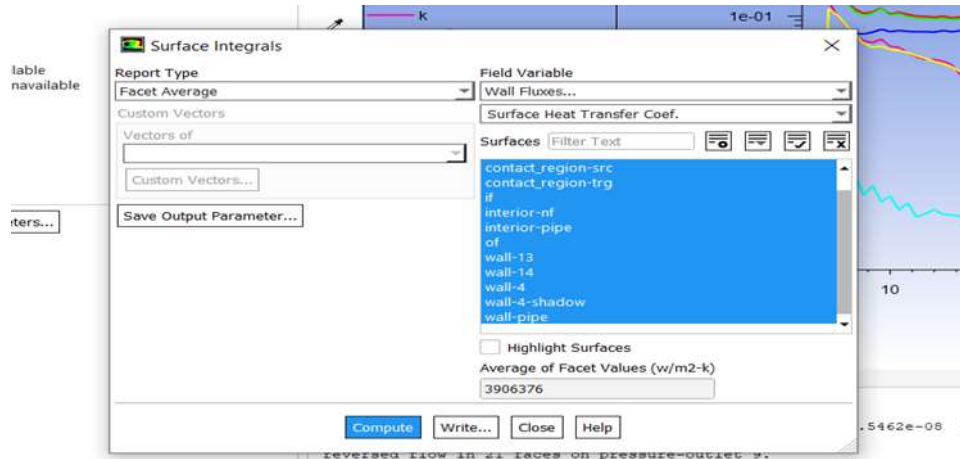 k
1e-01
Surface Integrals
lable
navailable
Report Type
Field Variable
Facet Average
Wall Fluxes...
Custom Vectors
Surface Heat Transfer Coef.
Vectors of
Surfaces Filter Text
Custom Vectors...
contact_region-src
contact_region-trg
if
interior-nf
interior-pipe
of
wall-13
wall-14
wall-4
wall-4-shadow
wall-pipe
Save Output Parameter...
ters...
10
Highlight Surfaces
Average of Facet Values (w/m2-k)
3906376
Compute Write... Close Help
.5462e-08
reversed flow in 21 faces on pressure-outlet 9.